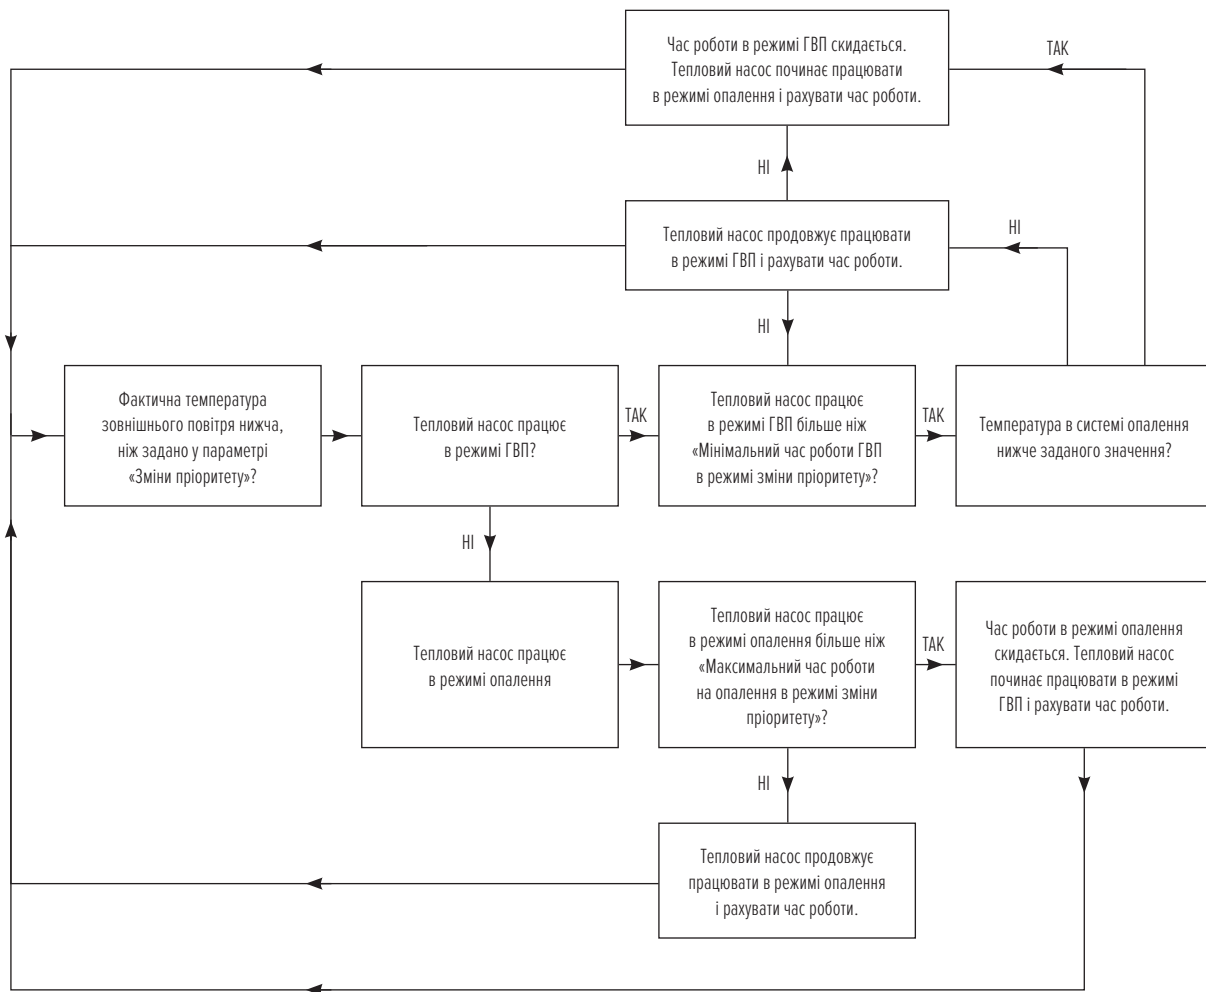 Час роботи в режимі ГВП скидається.
Тепловий насос починає працювати
в режимі опалення і рахувати час роботи.
ТАК
НІ
Тепловий насос продовжує працювати
в режимі ГВП і рахувати час роботи.
НІ
НІ
Фактична температура
зовнішнього повітря нижча,
ніж задано у параметрі
«Зміни пріоритету»?
Тепловий насос працює
в режимі ГВП?
ТАК
Тепловий насос працює
в режимі ГВП більше ніж
«Мінімальний час роботи ГВП
в режимі зміни пріоритету»?
ТАК
Температура в системі опалення
нижче заданого значення?
НІ
Тепловий насос працює
в режимі опалення
Тепловий насос працює
в режимі опалення більше ніж
«Максимальний час роботи
на опалення в режимі зміни
пріоритету»?
ТАК
Час роботи в режимі опалення
скидається. Тепловий насос
починає працювати в режимі
ГВП і рахувати час роботи.
НІ
Тепловий насос продовжує
працювати в режимі опалення
і рахувати час роботи.